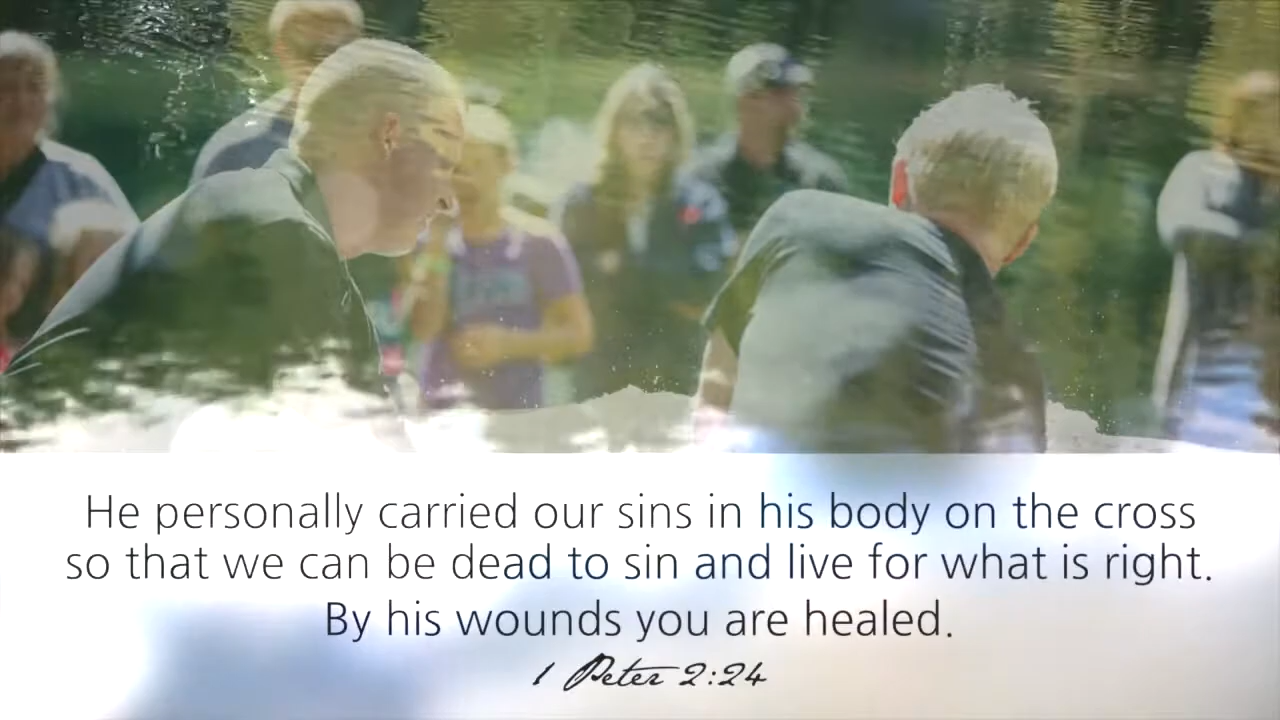 He personally carried our sins in his body on the cross
so that we can be dead to sin and live for what is right.
By his wounds you are healed.
1 Peter 2:24